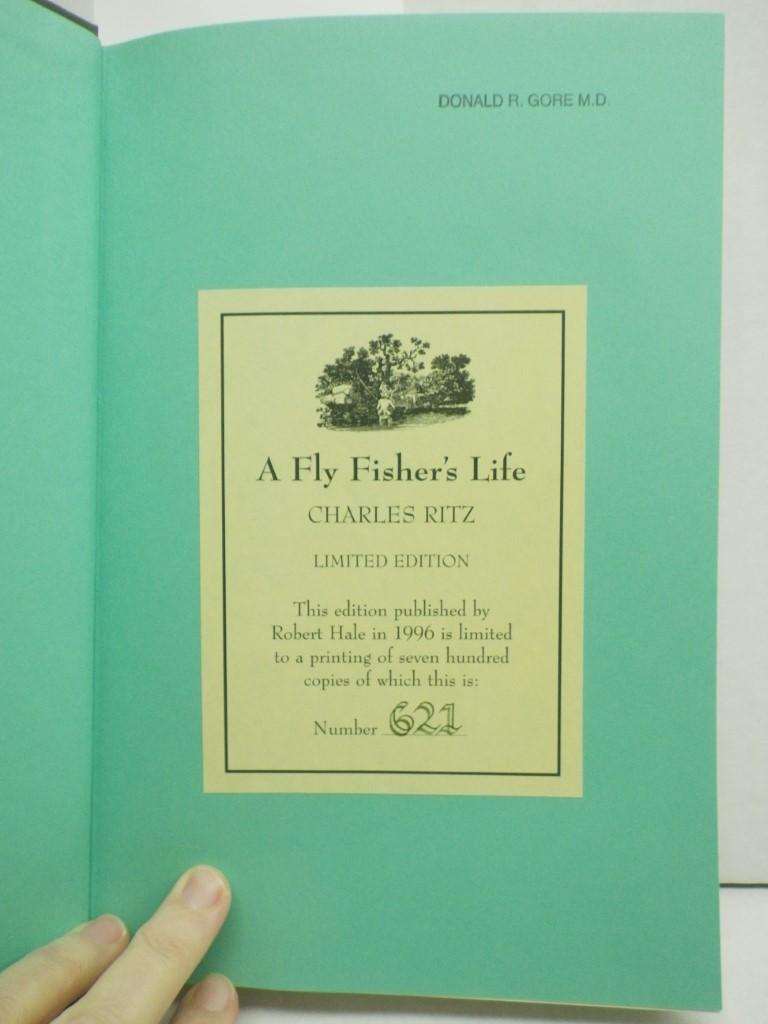 DONALD R. GORE M.D.
A Fly Fisher's Life
CHARLES RITZ
LIMITED EDITION
This edition published by
Robert Hale in 1996 is limited
to a printing of seven hundred
copies of which this is:
Number 621